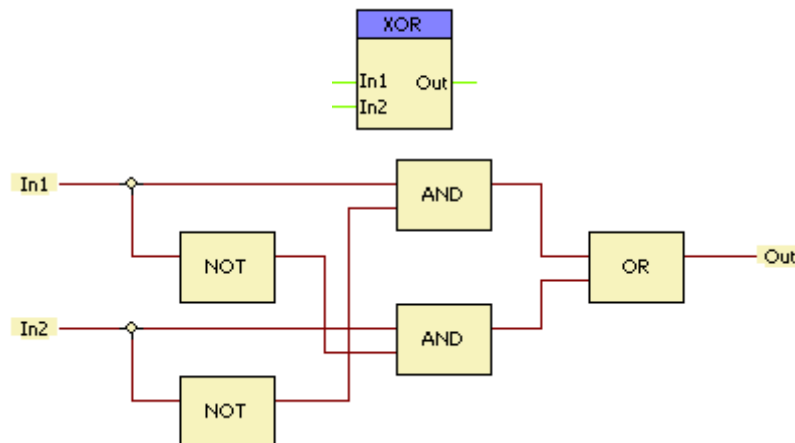 XOR
In1 Out
In2
In1
AND
NOT
OR
Out
In2
AND
NOT